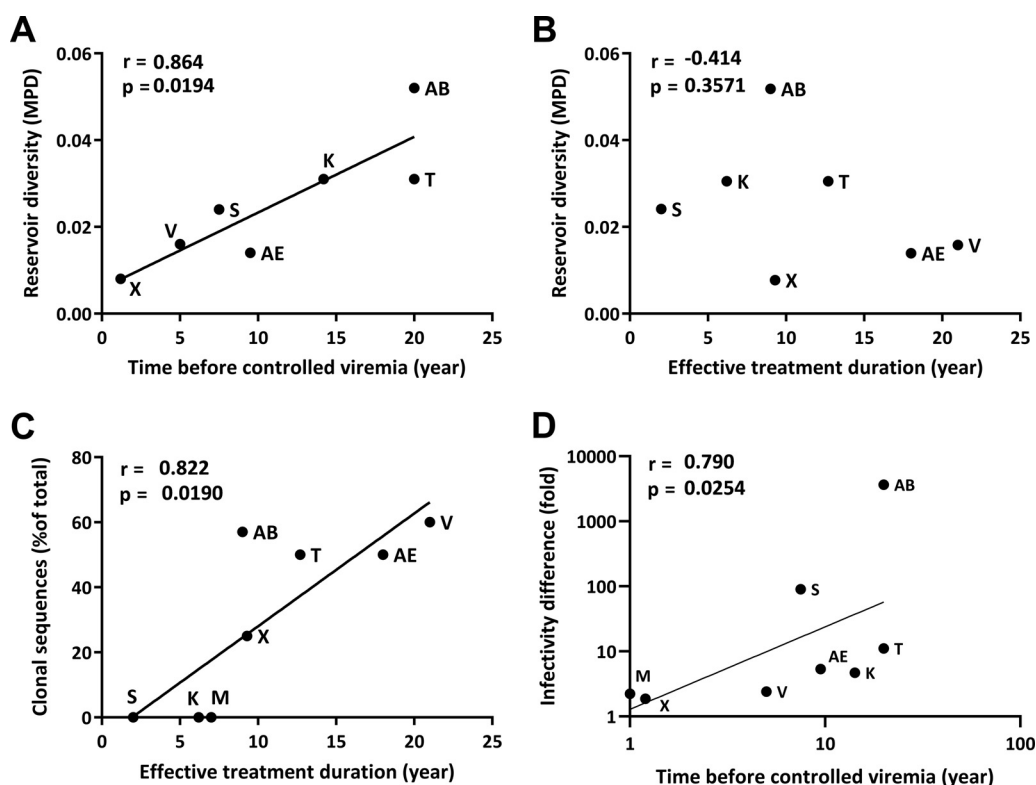 A
r = 0.864
p = 0.0194
Reservoir diversity (MPD)
0.06
0.04
0.02
0.00
AB
K
T
S
V
AE
X
0 5 10 15 20 25
Time before controlled viremia (year)
B
r = -0.414
p = 0.3571
Reservoir diversity (MPD)
0.06
0.04
0.02
0.00
AB
K
T
S
V
AE
X
0 5 10 15 20 25
Effective treatment duration (year)
C
r = 0.822
p = 0.0190
Clonal sequences (%of total)
80
60
40
20
0
V
AB
T
AE
X
S K M
0 5 10 15 20 25
Effective treatment duration (year)
D
r = 0.790
p = 0.0254
Infectivity difference (fold)
10000
1000
100
10
1
AB
S
T
AE
K
M
V
X
1 10 100
Time before controlled viremia (year)